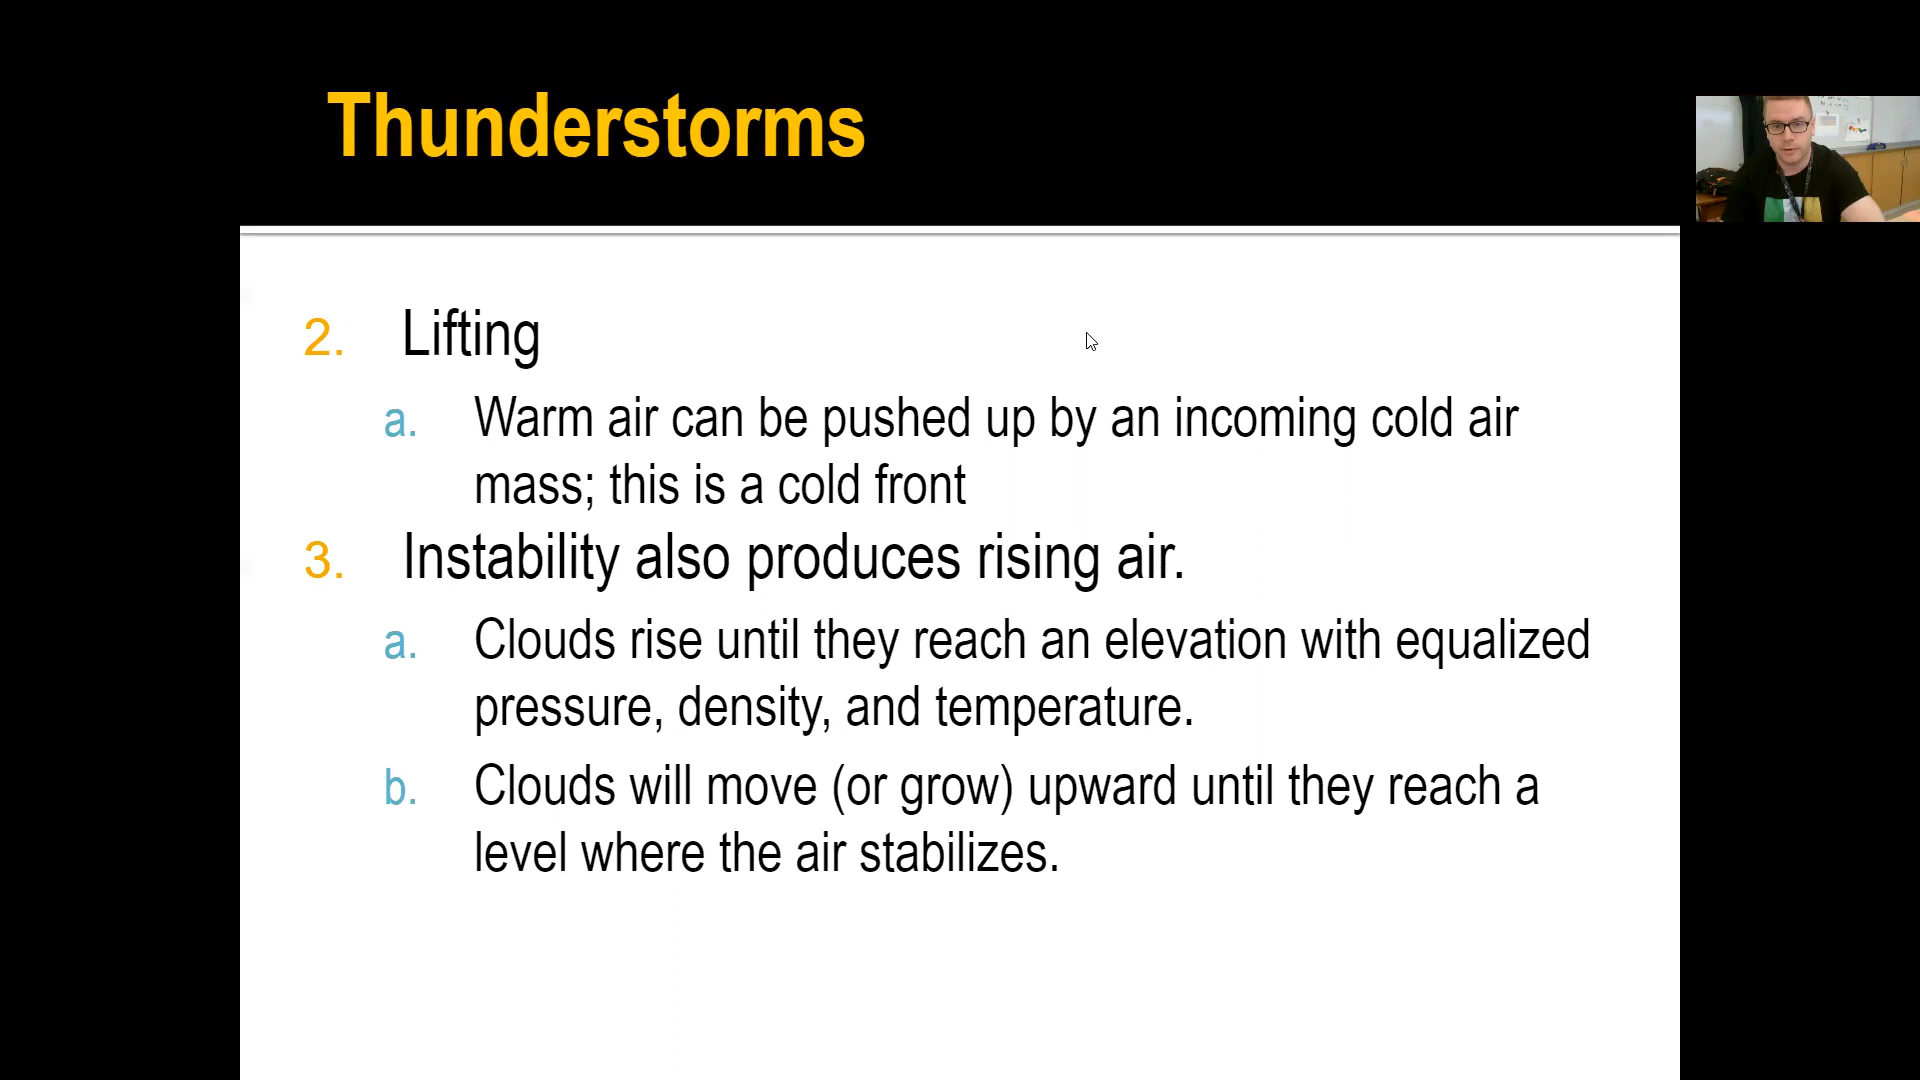 Thunderstorms
2. Lifting
a. Warm air can be pushed up by an incoming cold air
mass; this is a cold front
3. Instability also produces rising air.
a. Clouds rise until they reach an elevation with equalized
pressure, density, and temperature.
b. Clouds will move (or grow) upward until they reach a
level where the air stabilizes.